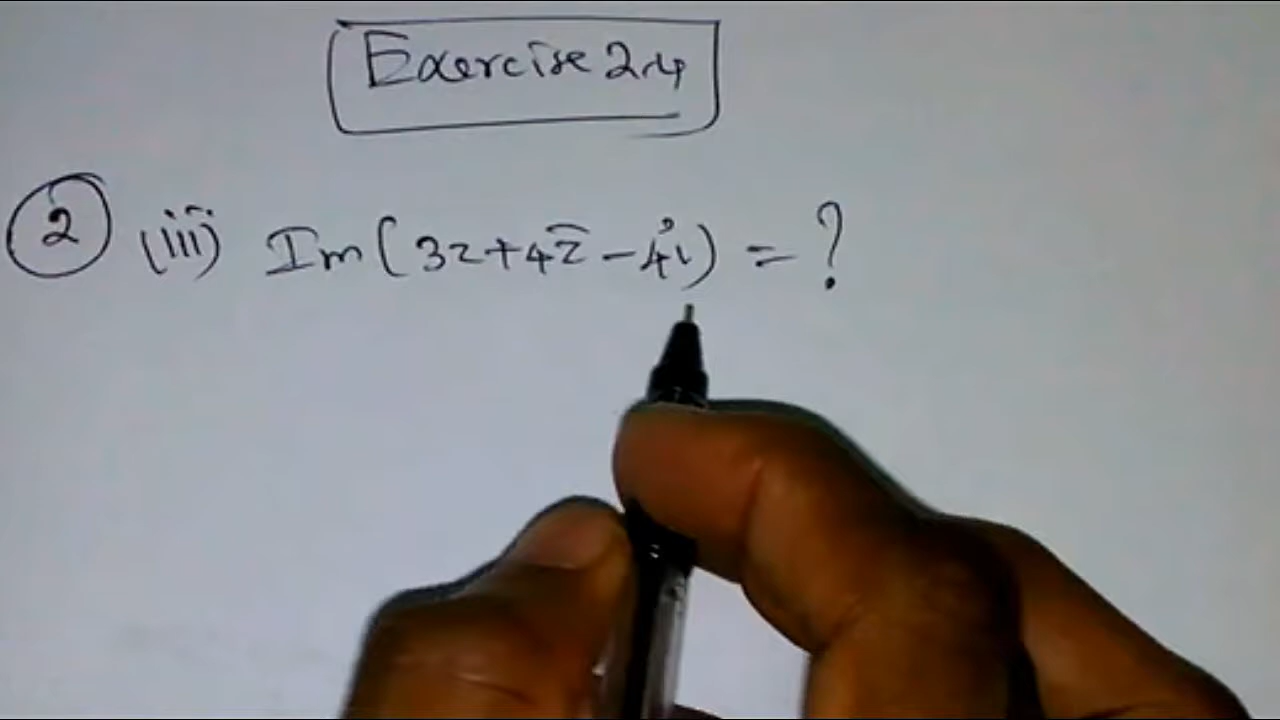 Exercise 2.4
2 (iii) Im(3z+4z̄-4i) = ?